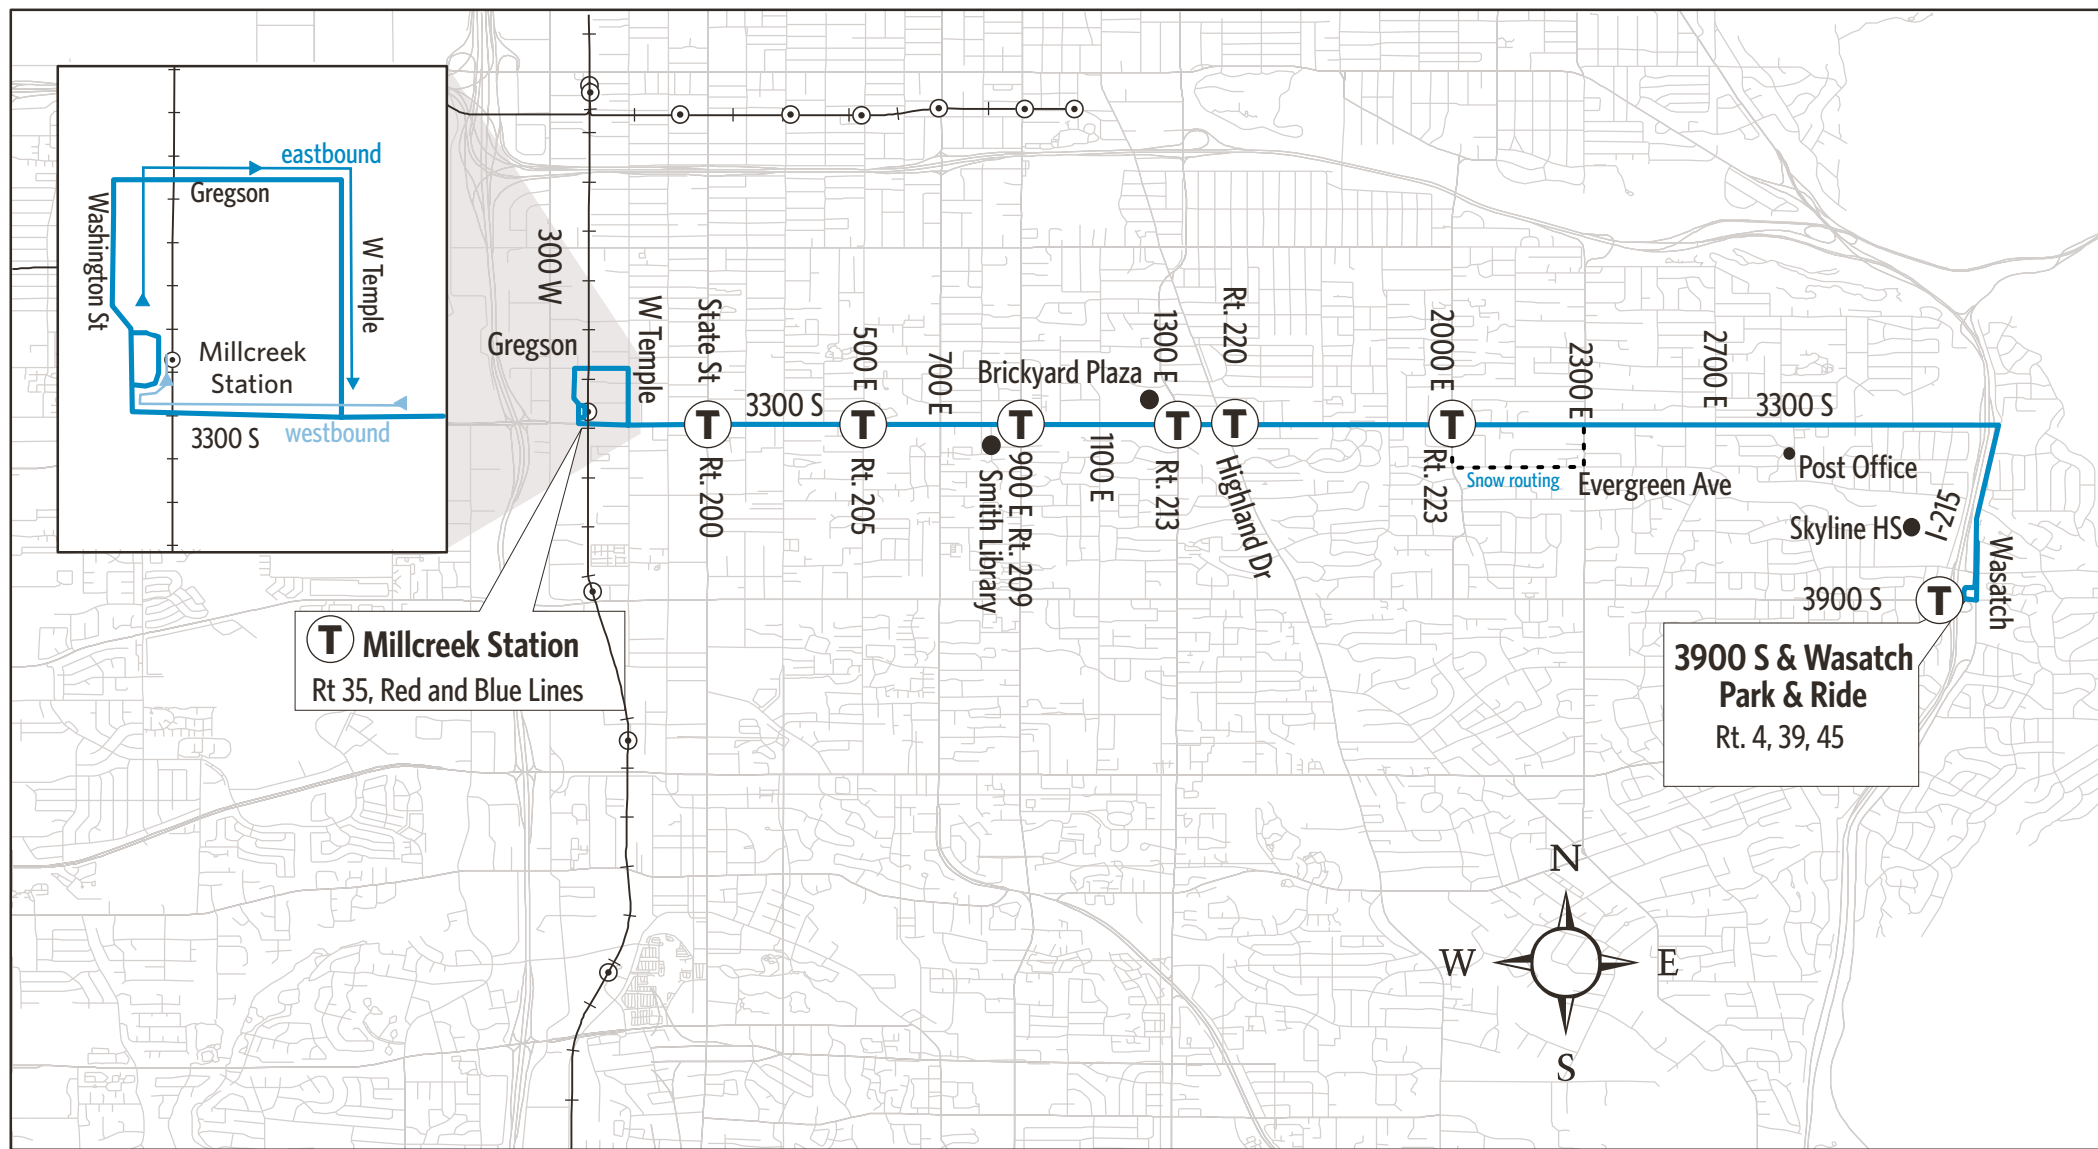 eastbound
Gregson
Washington St
W Temple
Millcreek
Station
3300 S
westbound
300 W
Gregson
W Temple
State St
Rt. 200
3300 S
500 E
Rt. 205
700 E
Smith Library
900 E Rt. 209
Brickyard Plaza
1100 E
1300 E
Rt. 213
Rt. 220
Highland Dr
2000 E
Rt. 223
Snow routing
2300 E
Evergreen Ave
2700 E
3300 S
Post Office
Skyline HS
I-215
Wasatch
3900 S
T
T
T
T
T
T
T
T Millcreek Station
Rt 35, Red and Blue Lines
3900 S & Wasatch
Park & Ride
Rt. 4, 39, 45
N
W
E
S